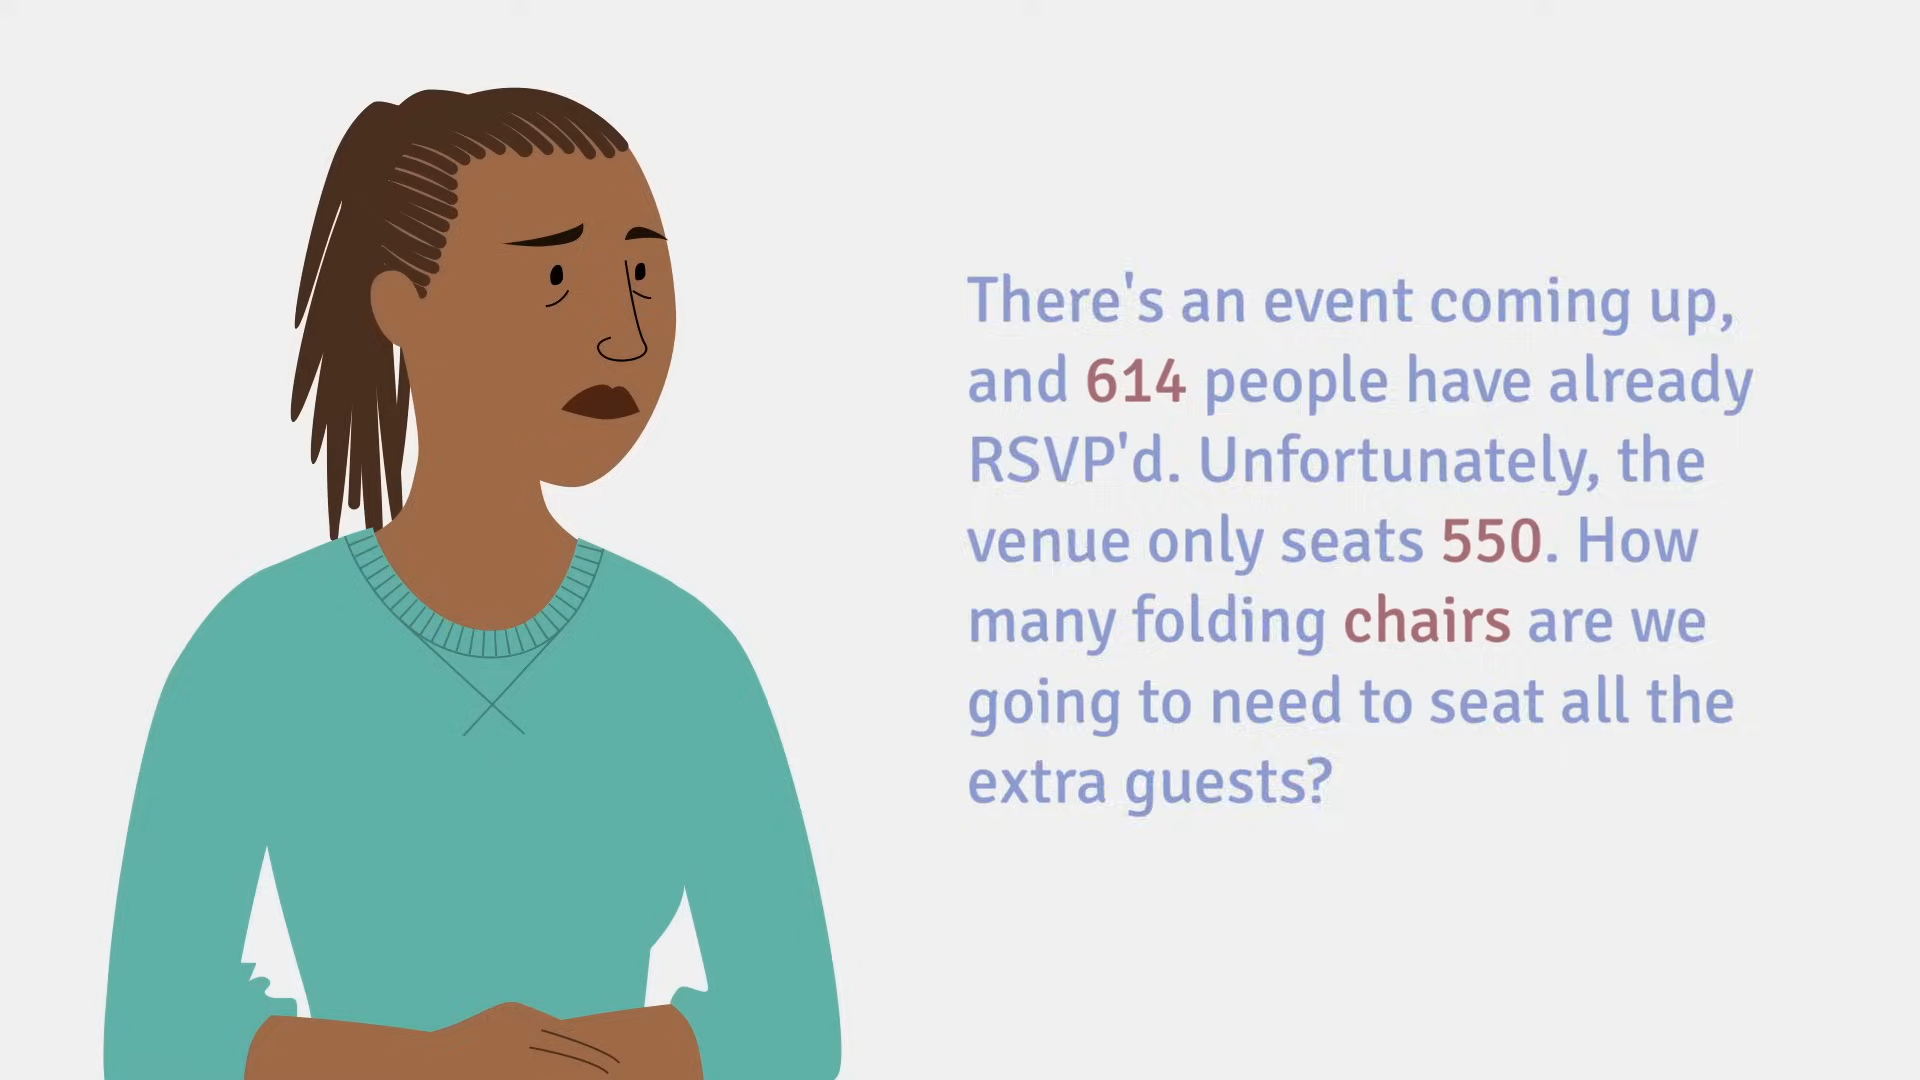 There's an event coming up,
and 614 people have already
RSVP'd. Unfortunately, the
venue only seats 550. How
many folding chairs are we
going to need to seat all the
extra guests?